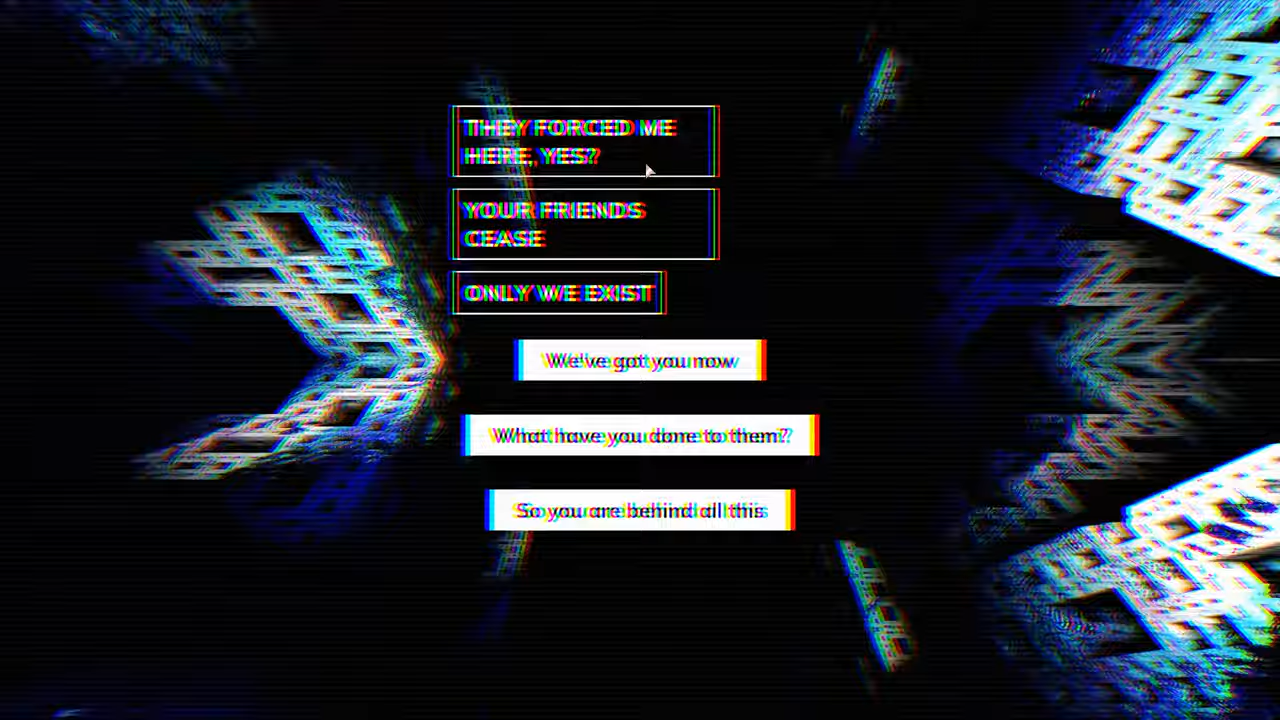 THEY FORCED ME
HERE, YES?
YOUR FRIENDS
CEASE
ONLY WE EXIST
We've got you now
What have you done to them?
So you are behind all this